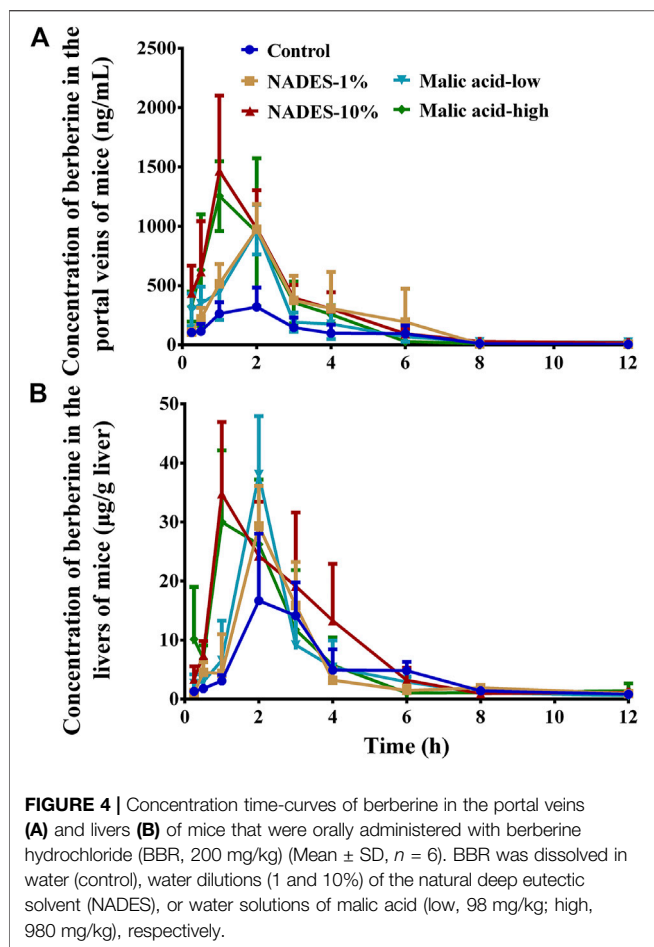 A
Concentration of berberine in the
portal veins of mice (ng/mL)
2500
2000
1500
1000
500
0
Control
NADES-1%
NADES-10%
Malic acid-low
Malic acid-high
0 2 4 6 8 10 12
B
Concentration of berberine in the
livers of mice (µg/g liver)
50
40
30
20
10
0
0 2 4 6 8 10 12
Time (h)
FIGURE 4 | Concentration time-curves of berberine in the portal veins
(A) and livers (B) of mice that were orally administered with berberine
hydrochloride (BBR, 200 mg/kg) (Mean ± SD, n = 6). BBR was dissolved in
water (control), water dilutions (1 and 10%) of the natural deep eutectic
solvent (NADES), or water solutions of malic acid (low, 98 mg/kg; high,
980 mg/kg), respectively.